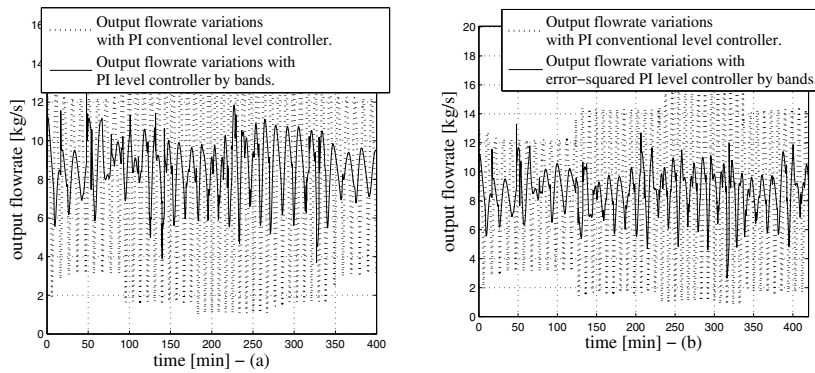 16
Output flowrate variations
with PI conventional level controller.
Output flowrate variations with
PI level controller by bands.
12
10
8
6
4
2
0
output flowrate [kg/s]
0 50 100 150 200 250 300 350 400
time [min] − (a)
20
18
16
14
12
10
8
6
4
2
0
Output flowrate variations
with PI conventional level controller.
Output flowrate variations with
error−squared PI level controller by bands.
output flowrate [kg/s]
0 50 100 150 200 250 300 350 400
time [min] − (b)